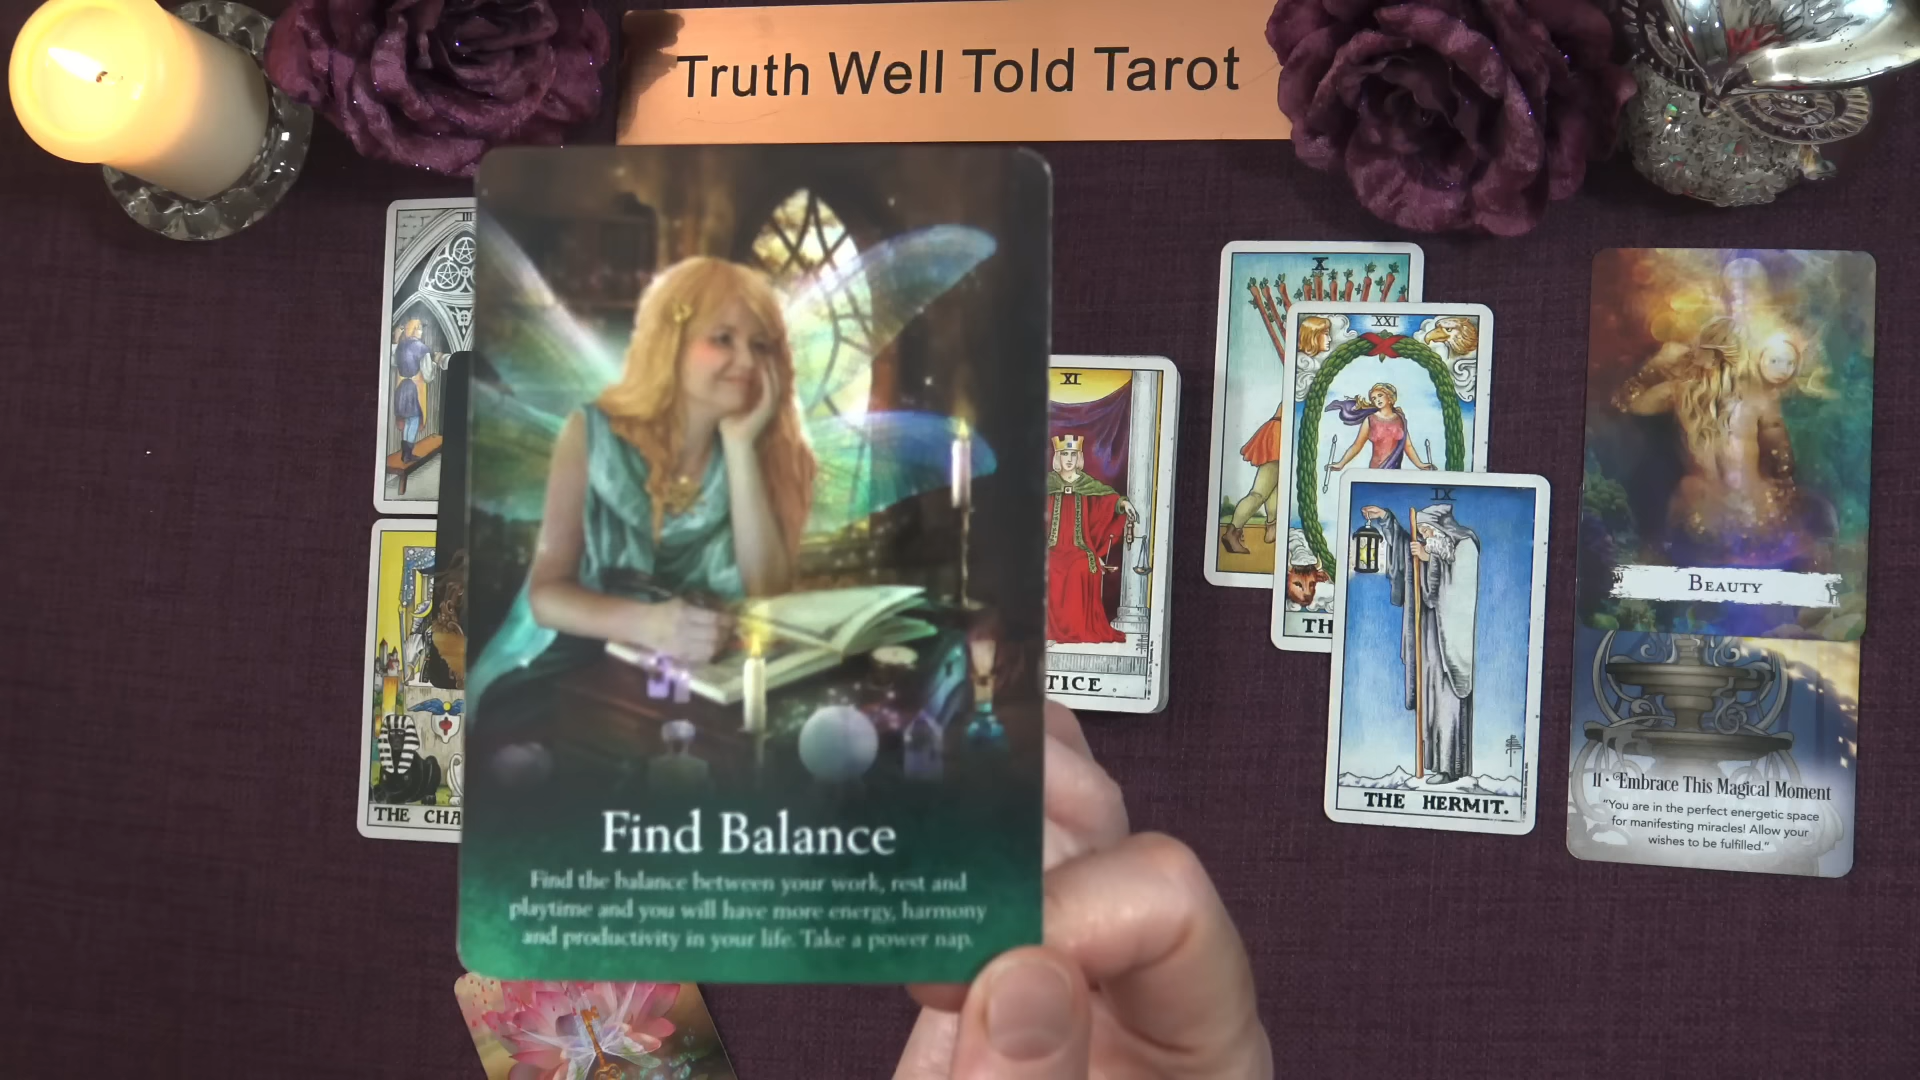 Truth Well Told Tarot
III
X
XI
XXI
IX
Find Balance
Find the balance between your work, rest and
playtime and you will have more energy, harmony
and productivity in your life. Take a power nap.
THE CHA
TICE.
TH
THE HERMIT.
BEAUTY
11 • Embrace This Magical Moment
"You are in the perfect energetic space
for manifesting miracles! Allow your
wishes to be fulfilled."